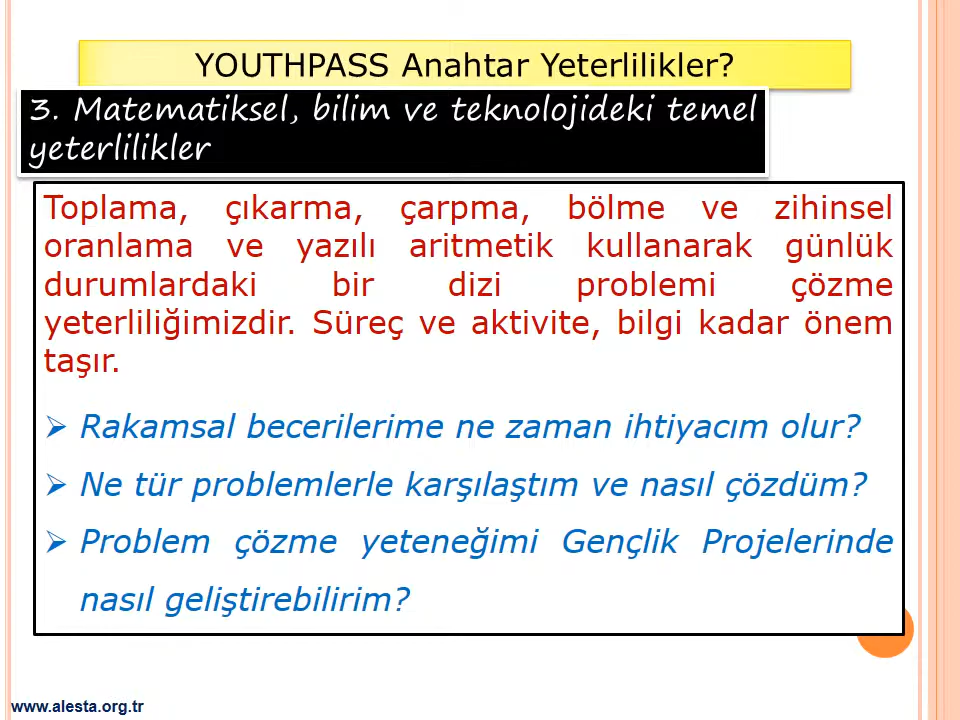 YOUTHPASS Anahtar Yeterlilikler?
3. Matematiksel, bilim ve teknolojideki temel
yeterlilikler
Toplama, çıkarma, çarpma, bölme ve zihinsel
oranlama ve yazılı aritmetik kullanarak günlük
durumlardaki bir dizi problemi çözme
yeterliliğimizdir. Süreç ve aktivite, bilgi kadar önem
taşır.
➢ Rakamsal becerilerime ne zaman ihtiyacım olur?
➢ Ne tür problemlerle karşılaştım ve nasıl çözdüm?
➢ Problem çözme yeteneğimi Gençlik Projelerinde
nasıl geliştirebilirim?
www.alesta.org.tr